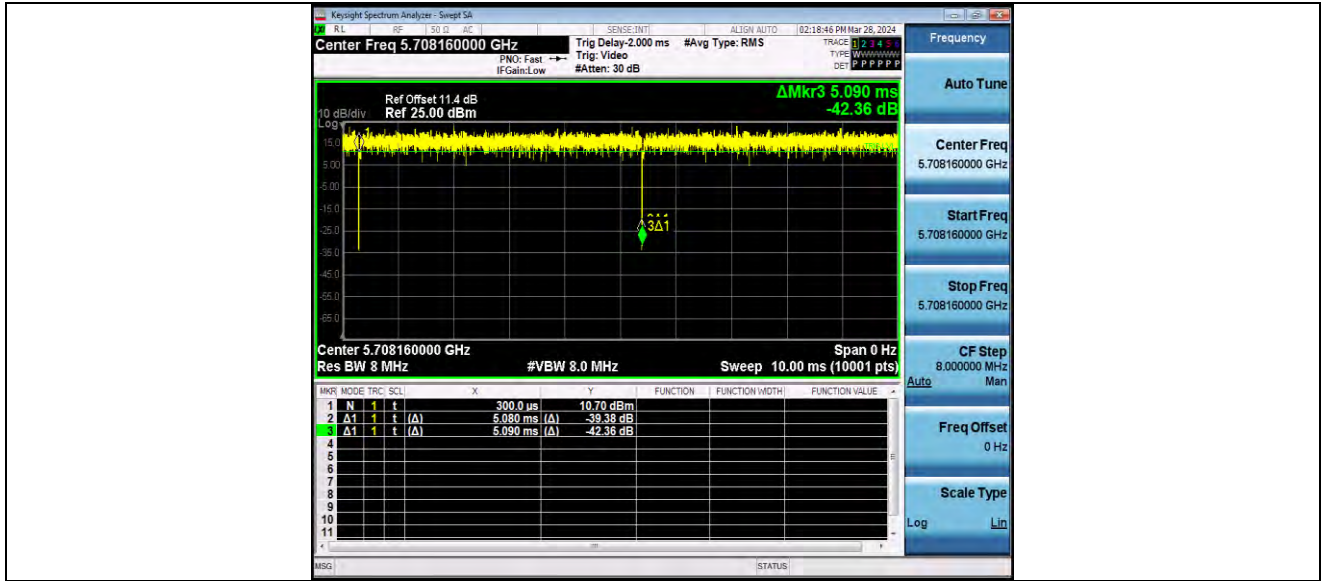 Keysight Spectrum Analyzer - Swept SA
RL RF 50 Ω AC SENSE:INT ALIGN AUTO 02:18:46 PM Mar 28, 2024
Center Freq 5.708160000 GHz
PNO: Fast
IFGain:Low
Trig Delay-2.000 ms
Trig: Video
#Atten: 30 dB
#Avg Type: RMS
TRACE 1 2 3 4 5 6
TYPE WWWWWW
DET P P P P P P
Frequency
ΔMkr3 5.090 ms
-42.36 dB
Ref Offset 11.4 dB
10 dB/div Ref 25.00 dBm
Log
15.0
5.00
-5.00
-15.0
-25.0
-35.0
-45.0
-55.0
-65.0
1
3Δ1
Center 5.708160000 GHz Span 0 Hz
Res BW 8 MHz #VBW 8.0 MHz Sweep 10.00 ms (10001 pts)
MKR MODE TRC SCL X Y FUNCTION FUNCTION WIDTH FUNCTION VALUE
1 N 1 t 300.0 µs 10.70 dBm
2 Δ1 1 t (Δ) 5.080 ms (Δ) -39.38 dB
3 Δ1 1 t (Δ) 5.090 ms (Δ) -42.36 dB
4
5
6
7
8
9
10
11
MSG STATUS
Auto Tune
Center Freq
5.708160000 GHz
Start Freq
5.708160000 GHz
Stop Freq
5.708160000 GHz
CF Step
8.000000 MHz
Auto Man
Freq Offset
0 Hz
Scale Type
Log Lin